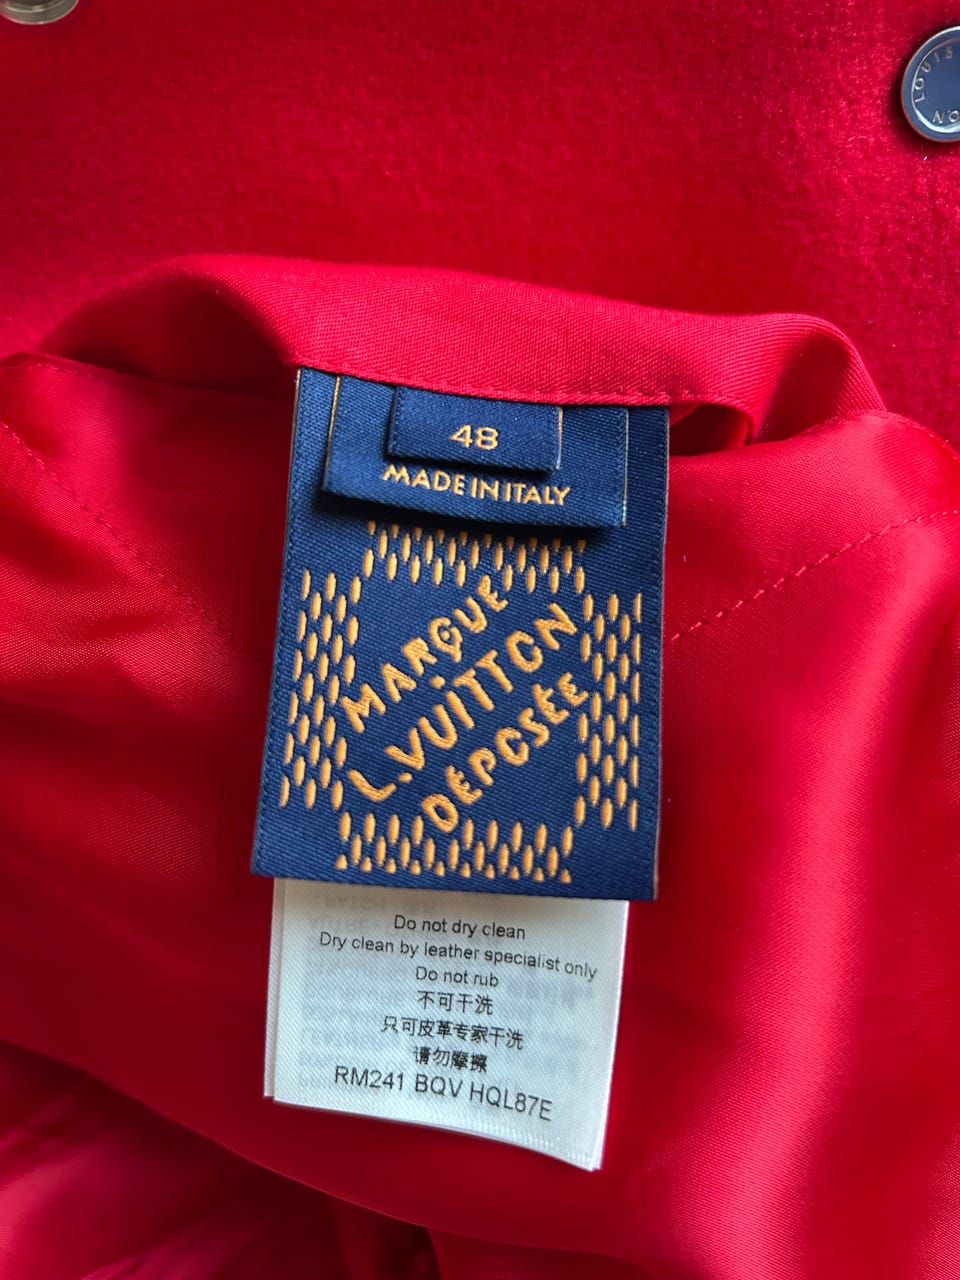 LOUIS
ON
48
MADE IN ITALY
MARQUE
L.VUITTON
DÉPOSÉE
Do not dry clean
Dry clean by leather specialist only
Do not rub
不可干洗
只可皮革专家干洗
请勿摩擦
RM241 BQV HQL87E